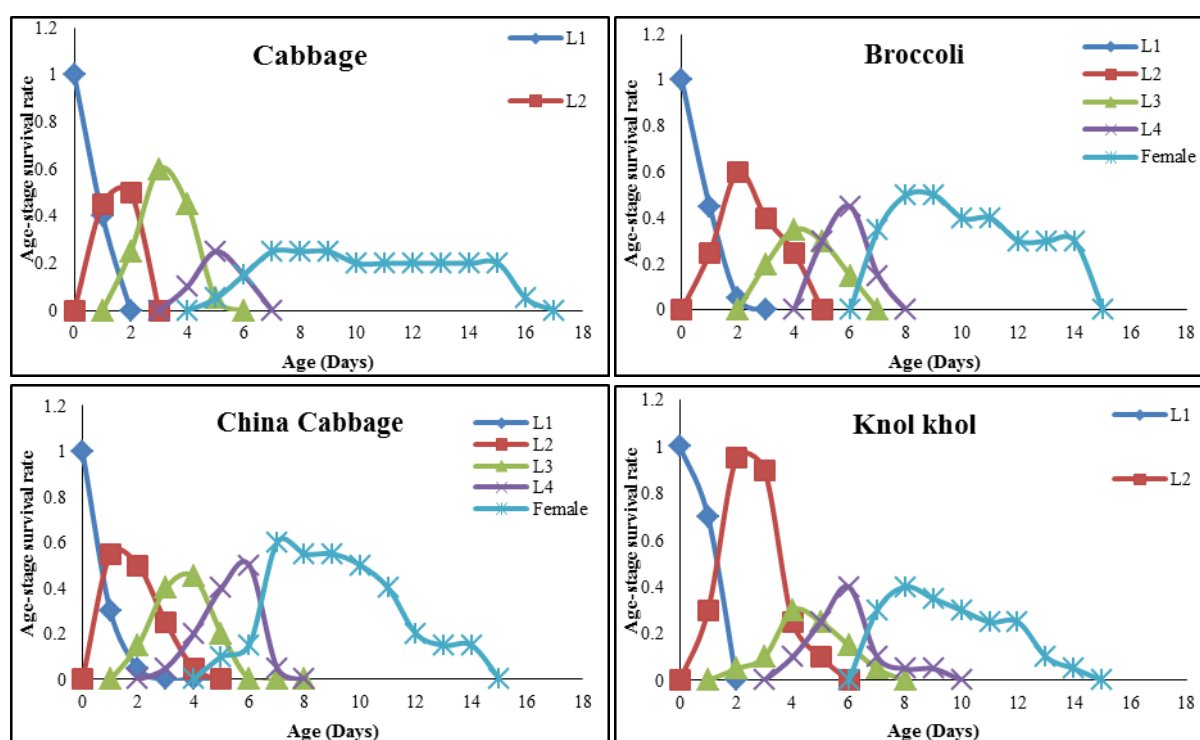 Cabbage
L1
L2
Age-stage survival rate
1.2
1
0.8
0.6
0.4
0.2
0
0 2 4 6 8 10 12 14 16 18
Age (Days)
Broccoli
L1
L2
L3
L4
Female
Age-stage survival rate
1.2
1
0.8
0.6
0.4
0.2
0
0 2 4 6 8 10 12 14 16 18
Age (Days)
China Cabbage
L1
L2
L3
L4
Female
Age-stage survival rate
1.2
1
0.8
0.6
0.4
0.2
0
0 2 4 6 8 10 12 14 16 18
Age (Days)
Knol khol
L1
L2
Age-stage survival rate
1.2
1
0.8
0.6
0.4
0.2
0
0 2 4 6 8 10 12 14 16 18
Age (Days)